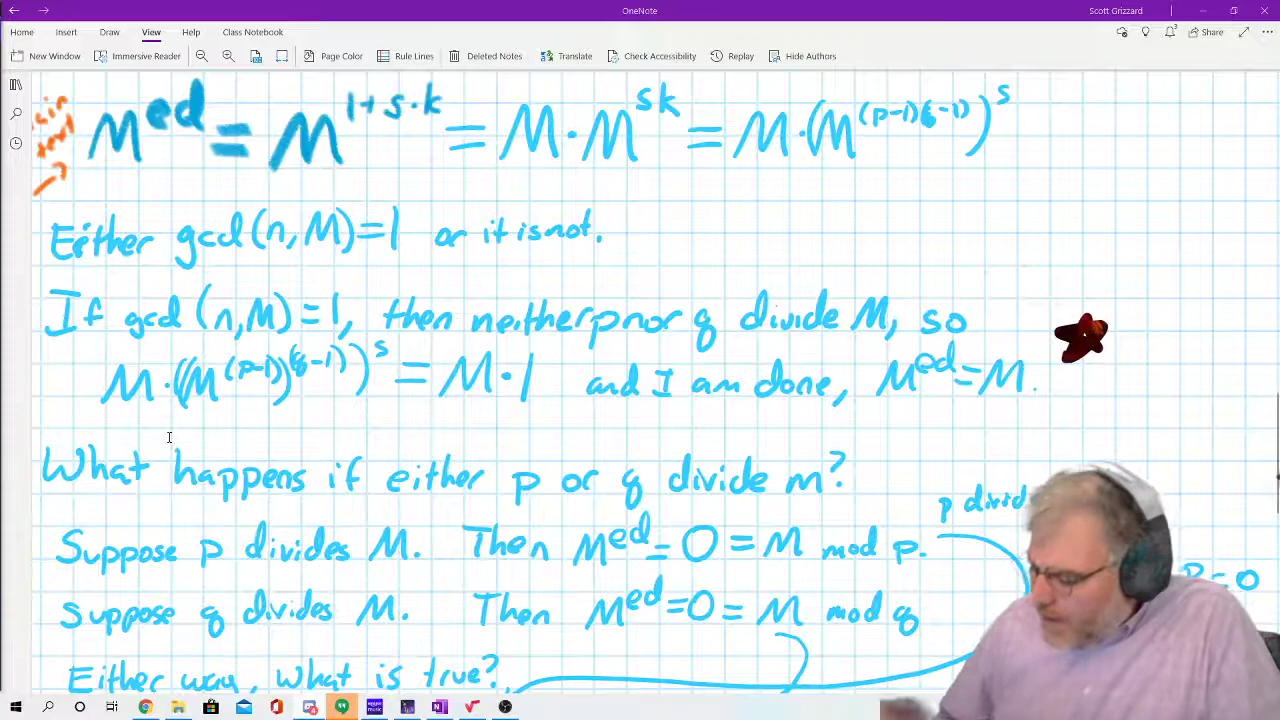 OneNote
Scott Grizzard
Home Insert Draw View Help Class Notebook
Share
New Window Immersive Reader Page Color Rule Lines Deleted Notes Translate Check Accessibility Replay Hide Authors
M^ed = M^1+s·k = M·M^sk = M·(M^(p-1)(q-1))^s
Either gcd(n,M)=1 or it is not.
If gcd(n,M)=1, then neither p nor q divide M, so
M·((M^(p-1))^(q-1))^s = M·1 and I am done, M^ed=M.
What happens if either p or q divide m?
p divid
Suppose p divides M. Then M^ed=0=M mod p.
P=0
Suppose q divides M. Then M^ed=0=M mod q
Either way, what is true?